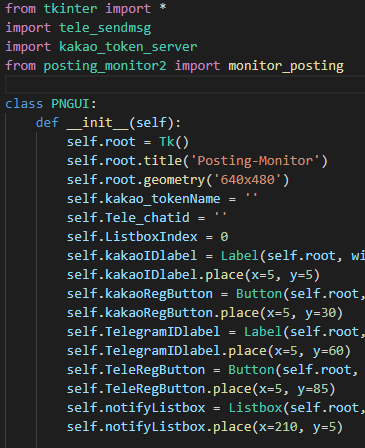 from tkinter import *
import tele_sendmsg
import kakao_token_server
from posting_monitor2 import monitor_posting
class PNGUI:
def __init__(self):
self.root = Tk()
self.root.title('Posting-Monitor')
self.root.geometry('640x480')
self.kakao_tokenName = ''
self.Tele_chatid = ''
self.ListboxIndex = 0
self.kakaoIDlabel = Label(self.root, wi
self.kakaoIDlabel.place(x=5, y=5)
self.kakaoRegButton = Button(self.root,
self.kakaoRegButton.place(x=5, y=30)
self.TelegramIDlabel = Label(self.root,
self.TelegramIDlabel.place(x=5, y=60)
self.TeleRegButton = Button(self.root,
self.TeleRegButton.place(x=5, y=85)
self.notifyListbox = Listbox(self.root,
self.notifyListbox.place(x=210, y=5)